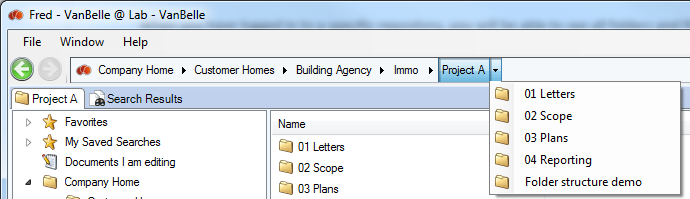 Fred - VanBelle @ Lab - VanBelle
File Window Help
Company Home Customer Homes Building Agency Immo Project A
Project A Search Results
Favorites
My Saved Searches
Documents I am editing
Company Home
Name
01 Letters
02 Scope
03 Plans
01 Letters
02 Scope
03 Plans
04 Reporting
Folder structure demo